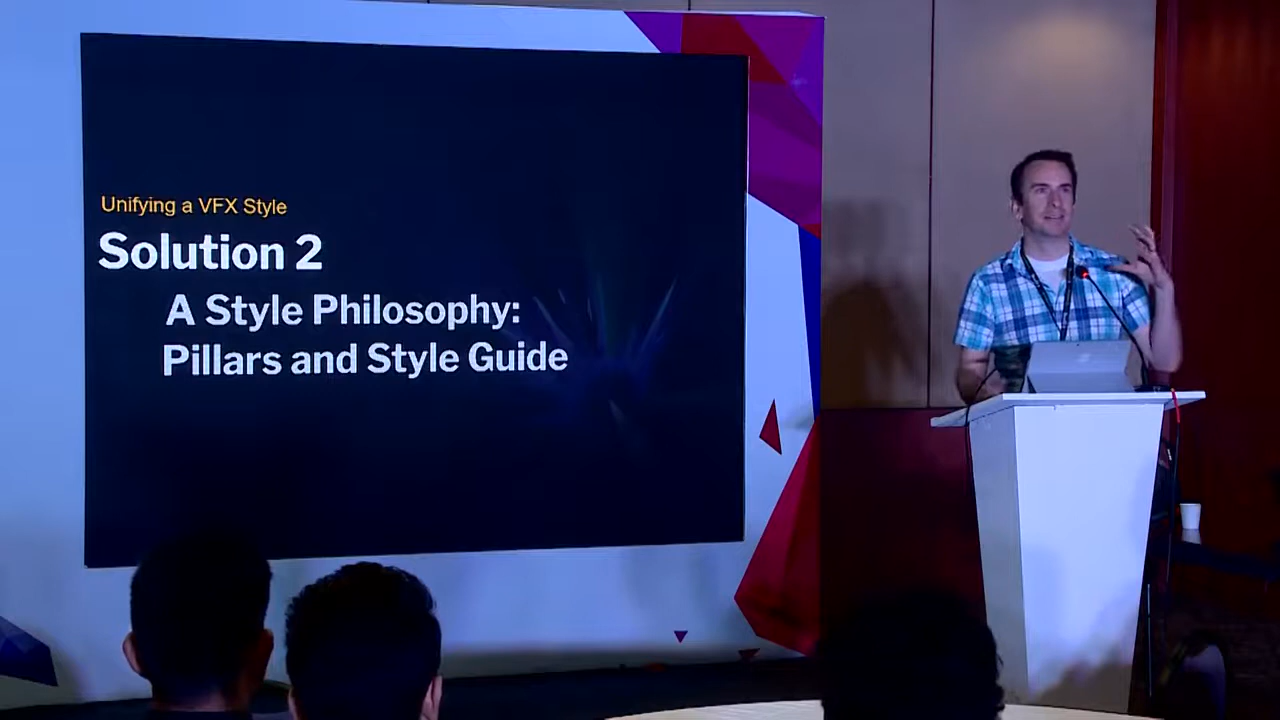 Unifying a VFX Style
Solution 2
A Style Philosophy:
Pillars and Style Guide